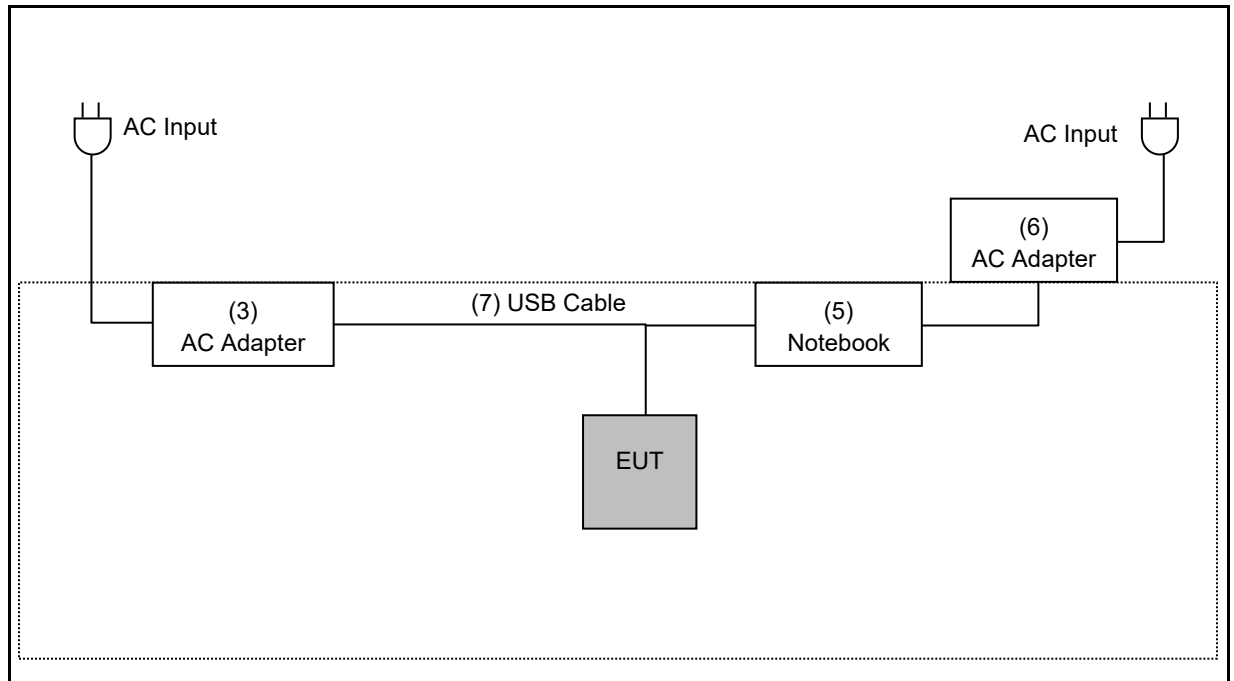 AC Input
AC Input
(6)
AC Adapter
(3)
AC Adapter
(7) USB Cable
(5)
Notebook
EUT